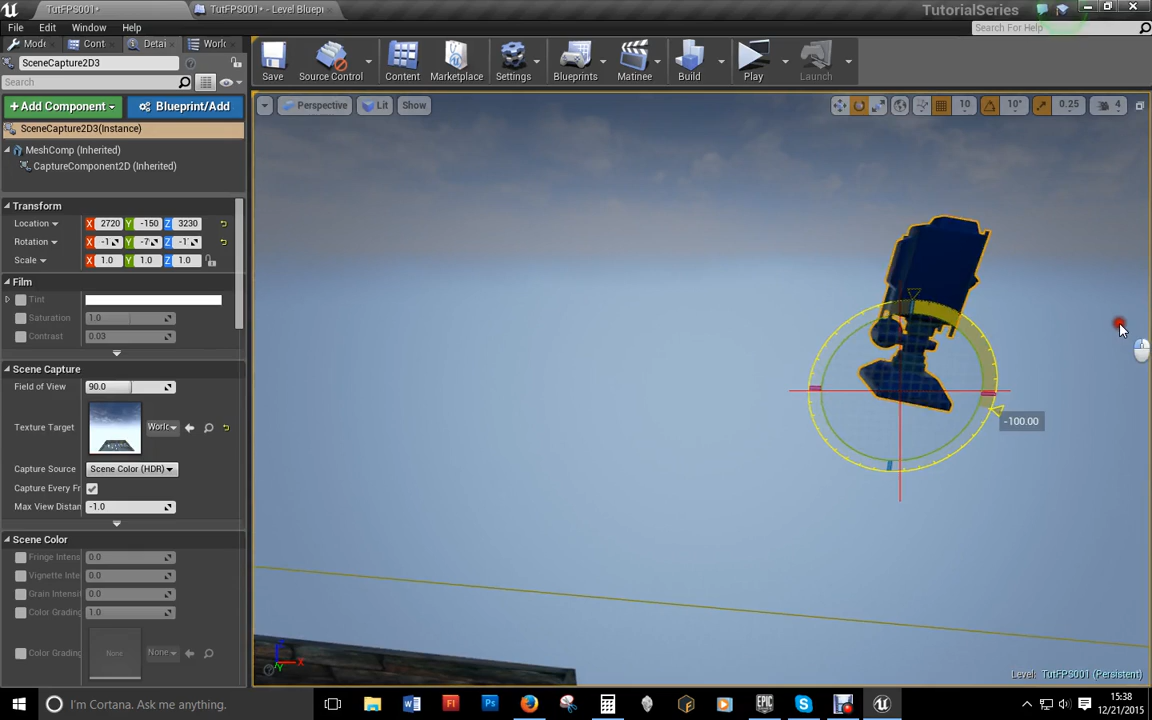 TutFPS001*
TutFPS001* - Level Bluepr
TutorialSeries
File Edit Window Help
Search For Help
Mode
Cont
Detai
Worl
SceneCapture2D3
Search
+Add Component
Blueprint/Add
SceneCapture2D3(Instance)
MeshComp (Inherited)
CaptureComponent2D (Inherited)
Save
Source Control
Content
Marketplace
Settings
Blueprints
Matinee
Build
Play
Launch
Perspective
Lit
Show
10
10°
0.25
4
Transform
Location X 2720 Y -150 Z 3230
Rotation X -1 Y -7 Z -1
Scale X 1.0 Y 1.0 Z 1.0
Film
Tint
Saturation 1.0
Contrast 0.03
Scene Capture
Field of View 90.0
Texture Target Worl
Capture Source Scene Color (HDR)
Capture Every Fr
Max View Distan -1.0
Scene Color
Fringe Intens 0.0
Vignette Inte 0.0
Grain Intensit 0.0
Color Grading 1.0
Color Grading None None
-100.00
Z
X
Y
Level: TutFPS001 (Persistent)
I'm Cortana. Ask me anything.
15:38
12/21/2015